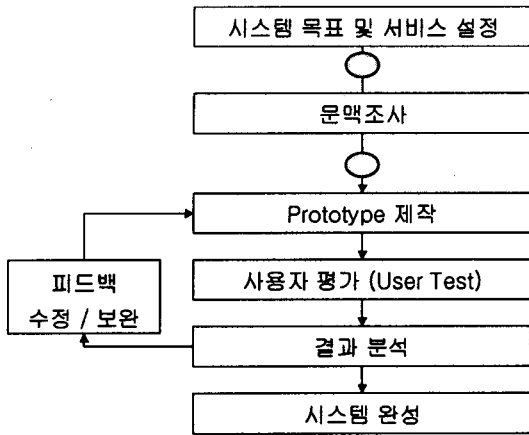 시스템 목표 및 서비스 설정
문맥조사
Prototype 제작
사용자 평가 (User Test)
피드백
수정 / 보완
결과 분석
시스템 완성